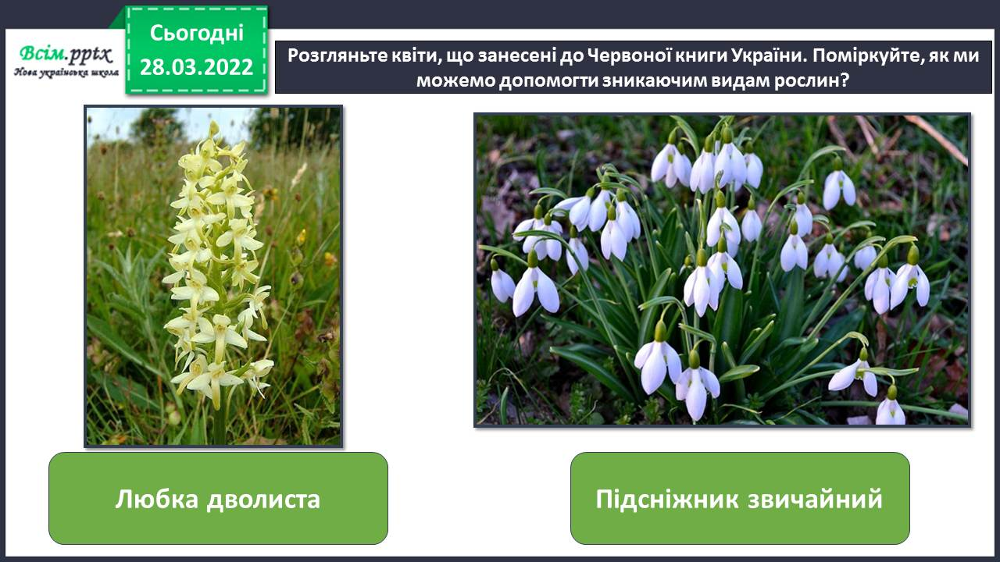 Сьогодні
28.03.2022
Всім.pptx
Нова українська школа
Розгляньте квіти, що занесені до Червоної книги України. Поміркуйте, як ми
можемо допомогти зникаючим видам рослин?
Любка дволиста
Підсніжник звичайний